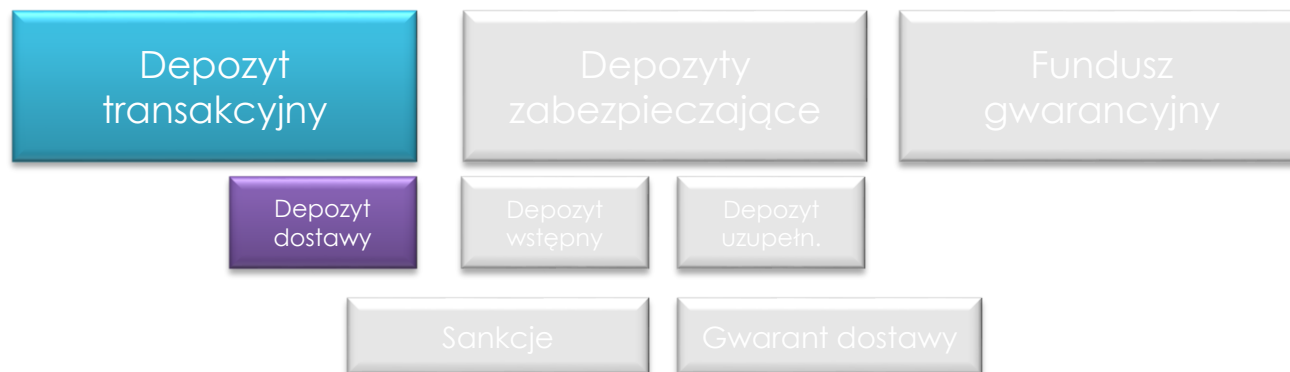 Depozyt
transakcyjny
Depozyty
zabezpieczające
Fundusz
gwarancyjny
Depozyt
dostawy
Depozyt
wstępny
Depozyt
uzupełn.
Sankcje
Gwarant dostawy